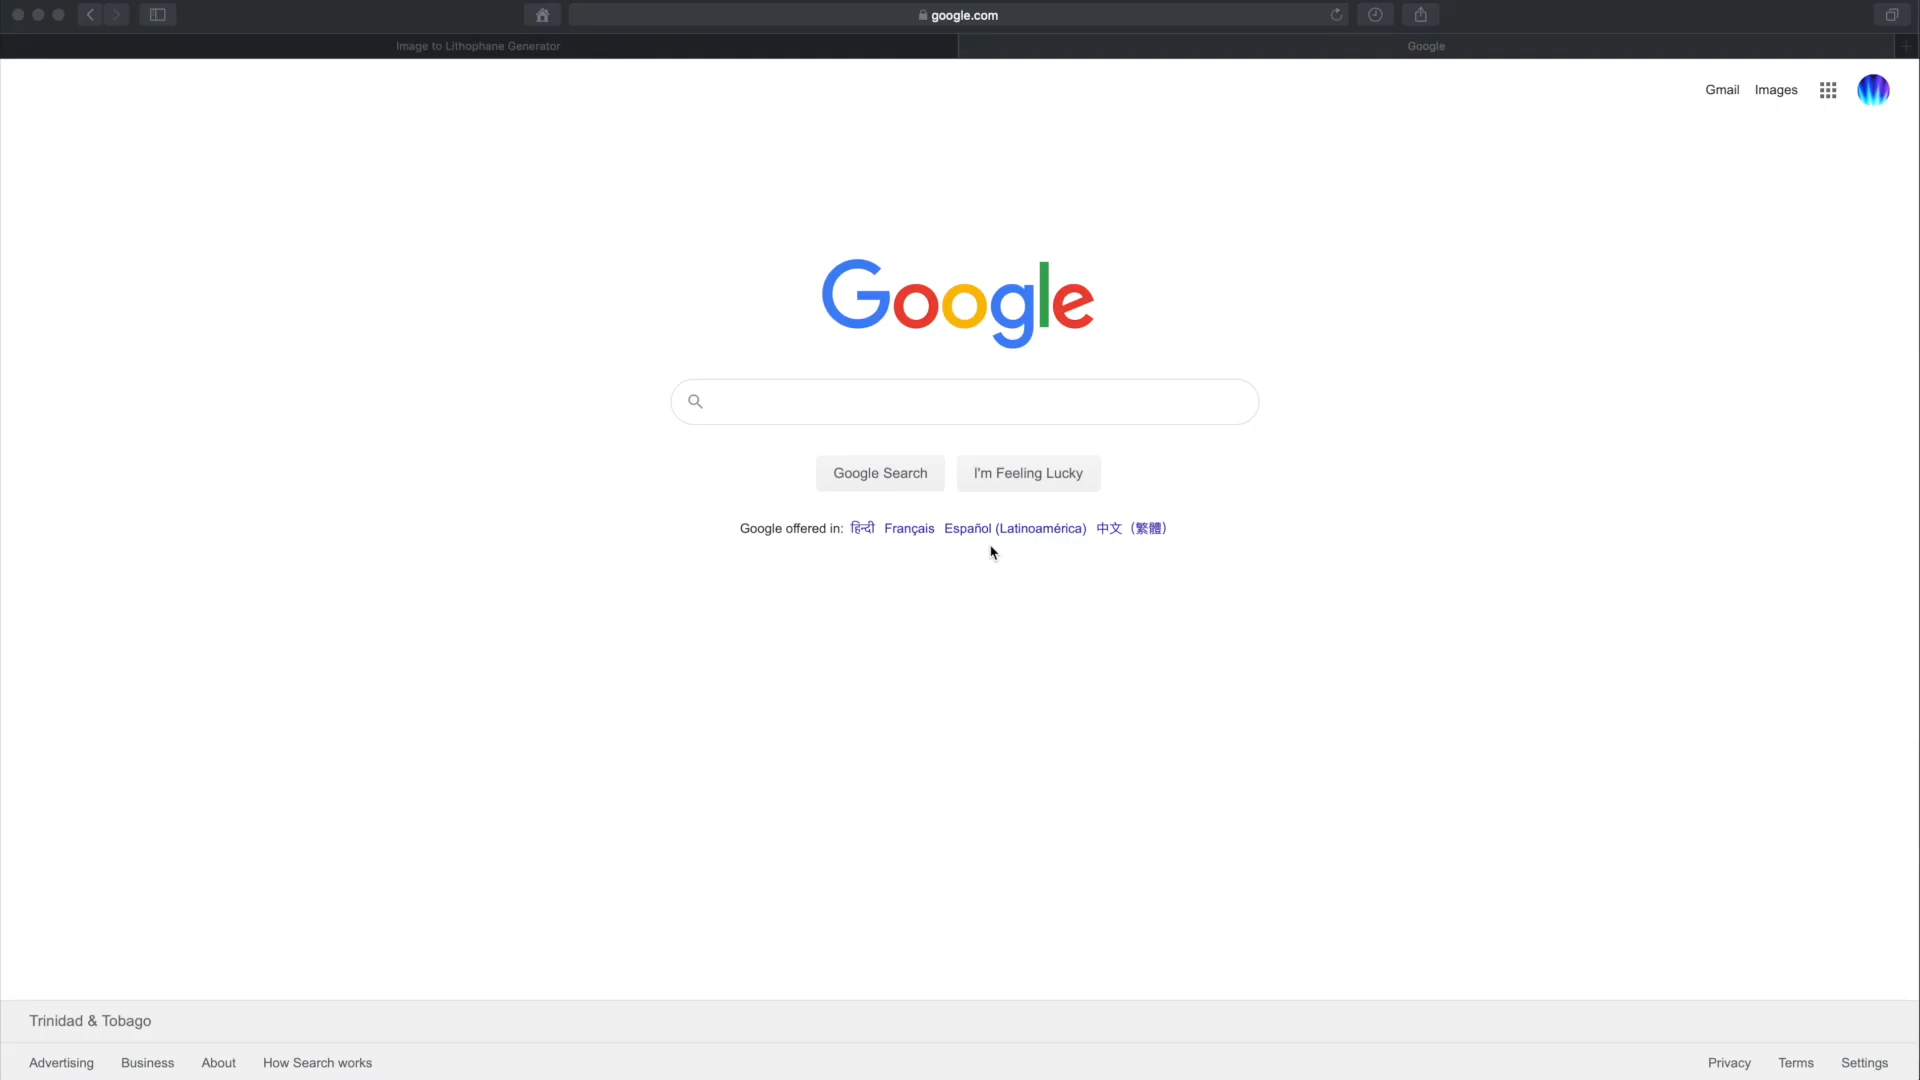 google.com
Image to Lithophane Generator
Google
Gmail Images
Google
Google Search I'm Feeling Lucky
Google offered in: हिन्दी Français Español (Latinoamérica) 中文（繁體）
Trinidad & Tobago
Advertising Business About How Search works
Privacy Terms Settings